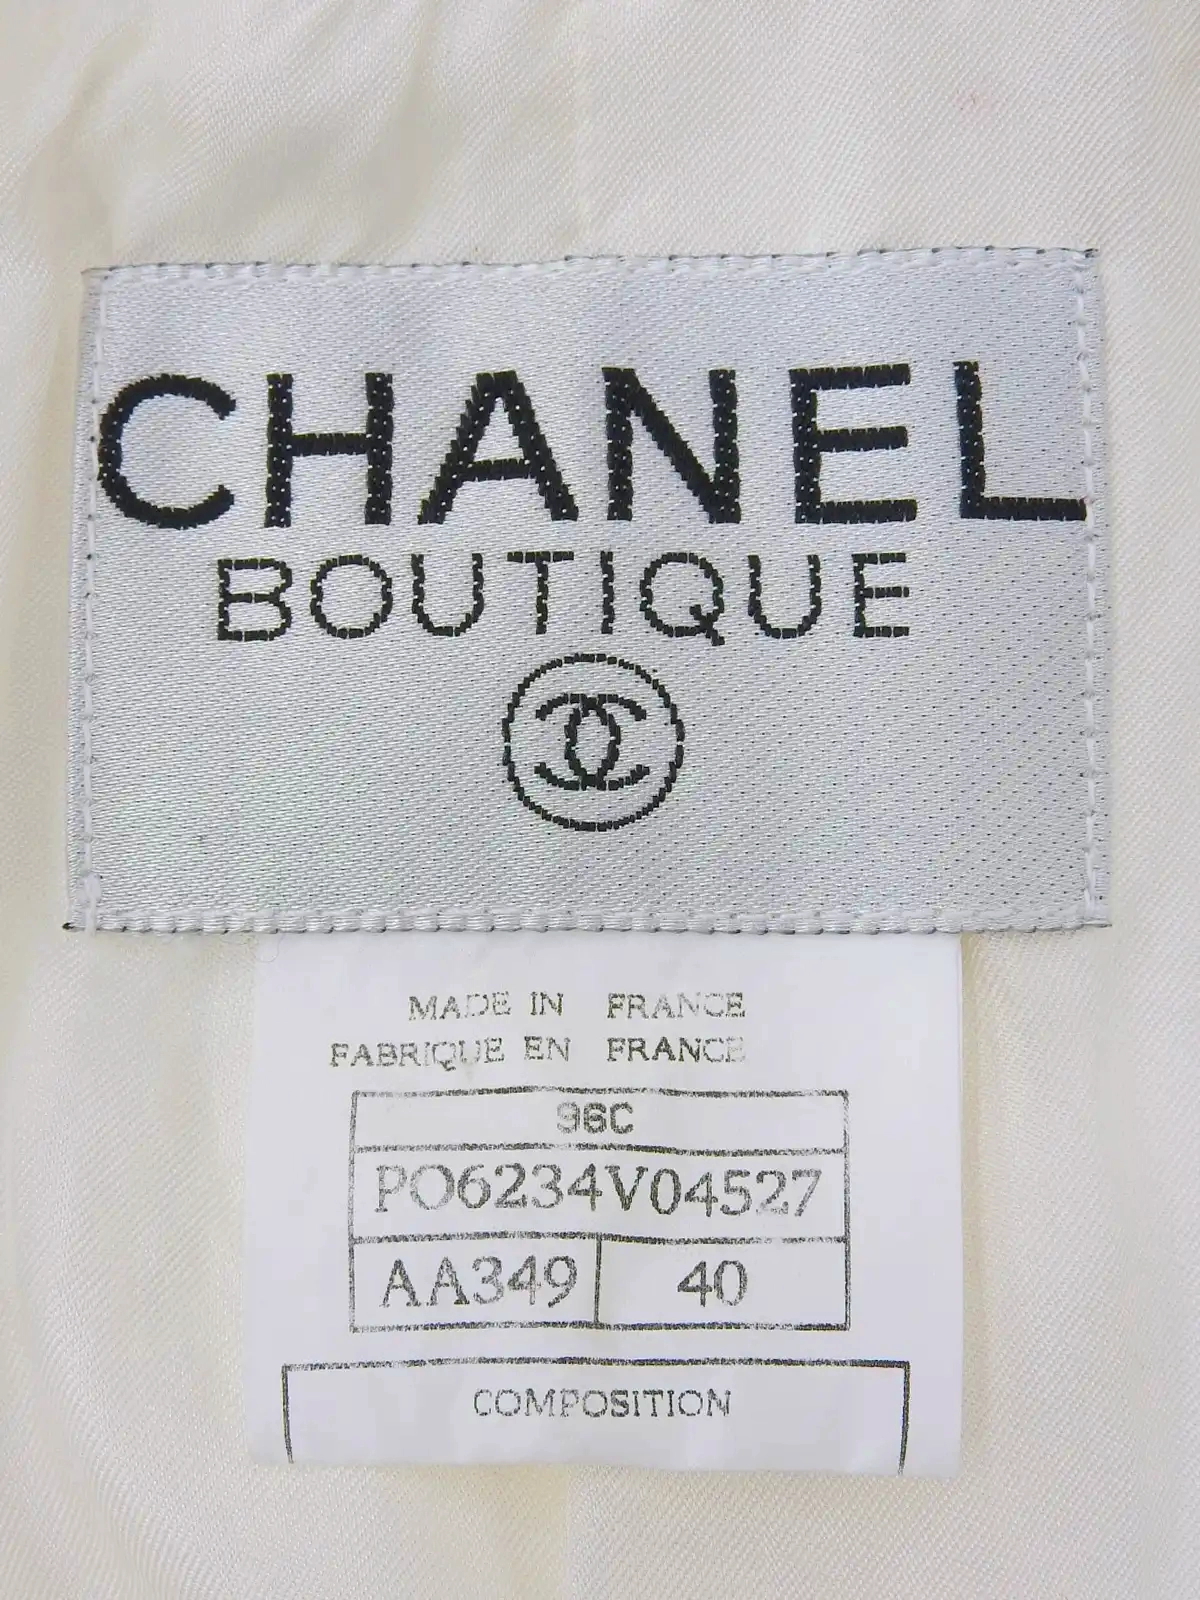 CHANEL
BOUTIQUE
MADE IN FRANCE
FABRIQUE EN FRANCE
96C
PO6234V04527
AA349 40
COMPOSITION